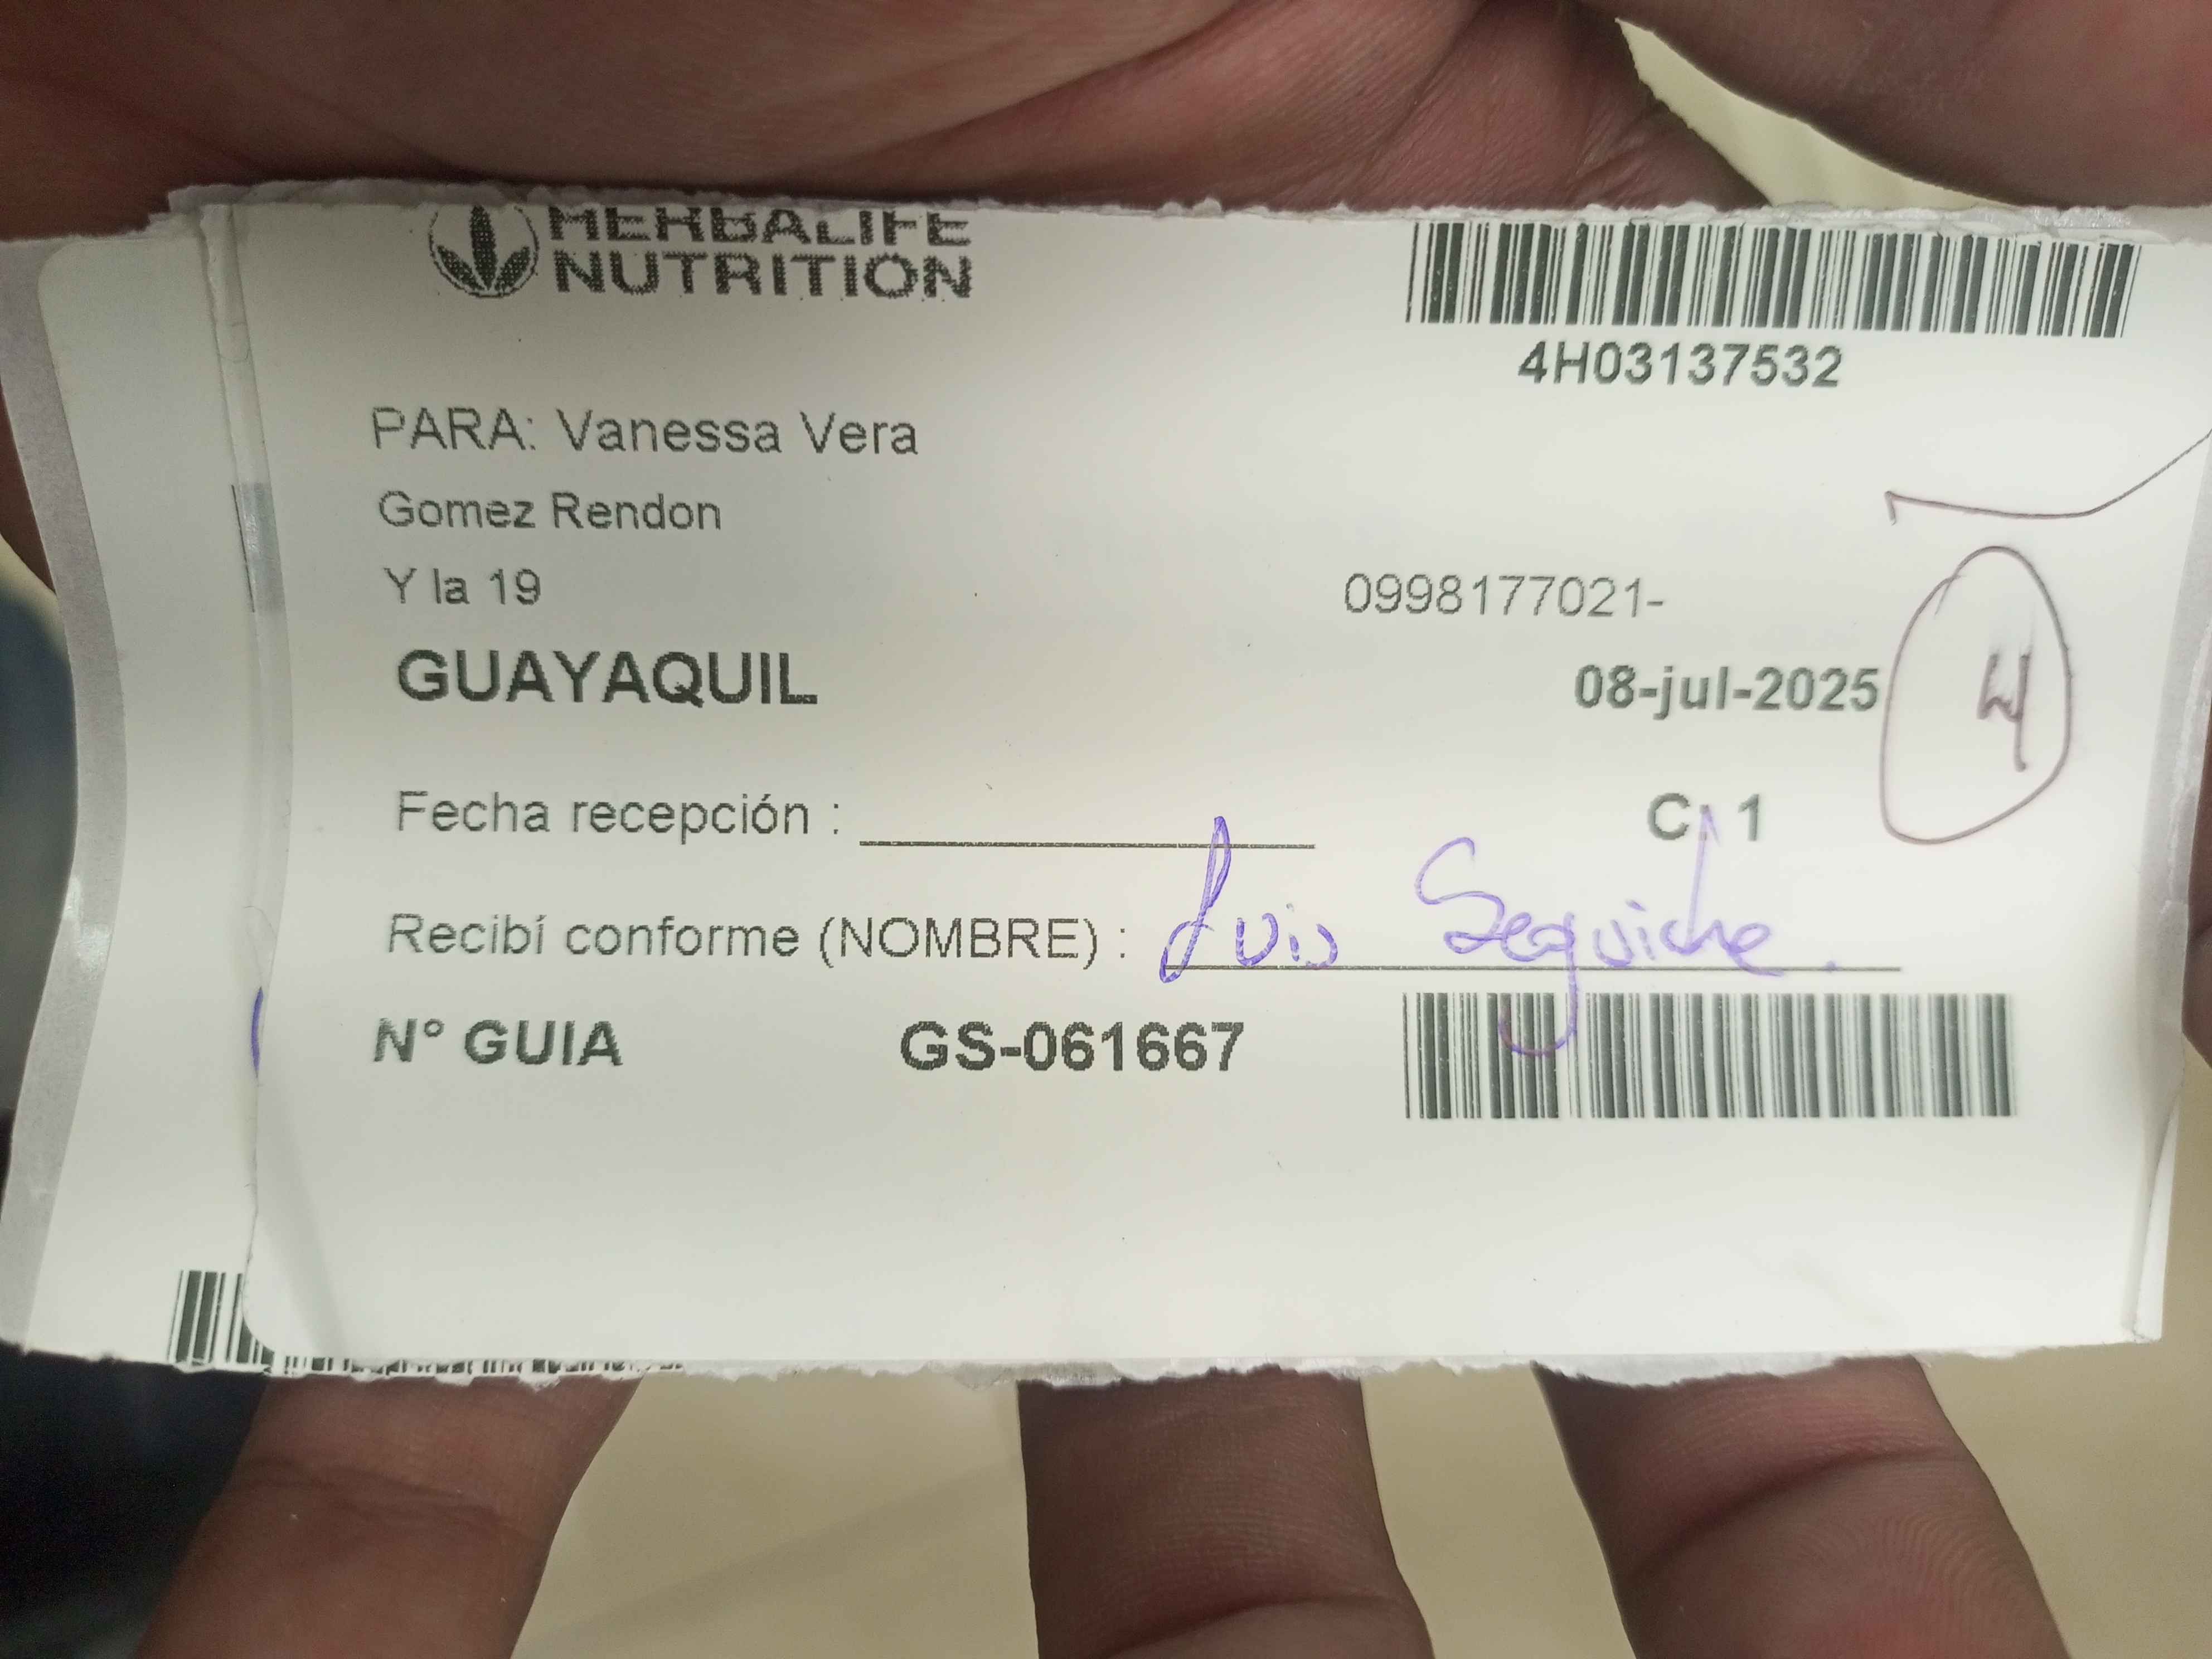 HERBALIFE
NUTRITION
4H03137532
PARA: Vanessa Vera
Gomez Rendon
Y la 19
0998177021-
GUAYAQUIL
08-jul-2025
4
Fecha recepción :
C: 1
Recibí conforme (NOMBRE) : Luis Seguiche.
N° GUIA
GS-061667